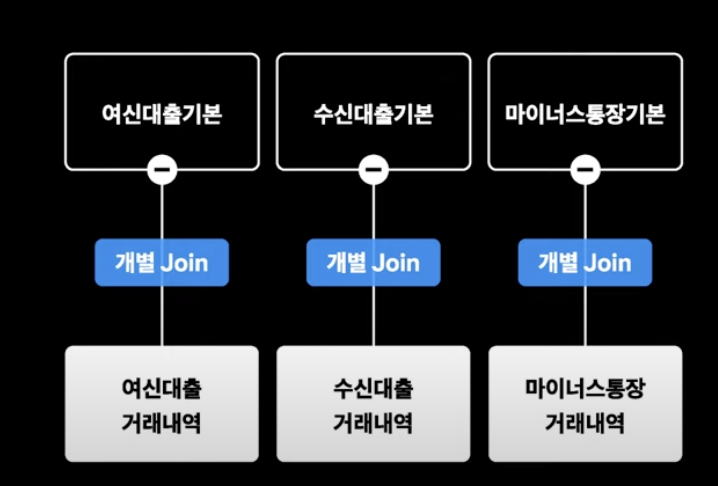 여신대출기본
수신대출기본
마이너스통장기본
개별 Join
개별 Join
개별 Join
여신대출
거래내역
수신대출
거래내역
마이너스통장
거래내역